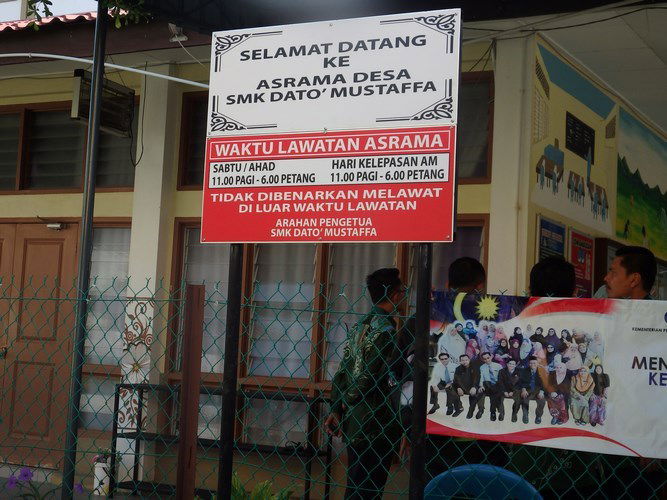 SELAMAT DATANG
KE
ASRAMA DESA
SMK DATO' MUSTAFFA
WAKTU LAWATAN ASRAMA
SABTU / AHAD HARI KELEPASAN AM
11.00 PAGI - 6.00 PETANG 11.00 PAGI - 6.00 PETANG
TIDAK DIBENARKAN MELAWAT
DI LUAR WAKTU LAWATAN
ARAHAN PENGETUA
SMK DATO' MUSTAFFA
KEMENTERIAN
MEN
KE